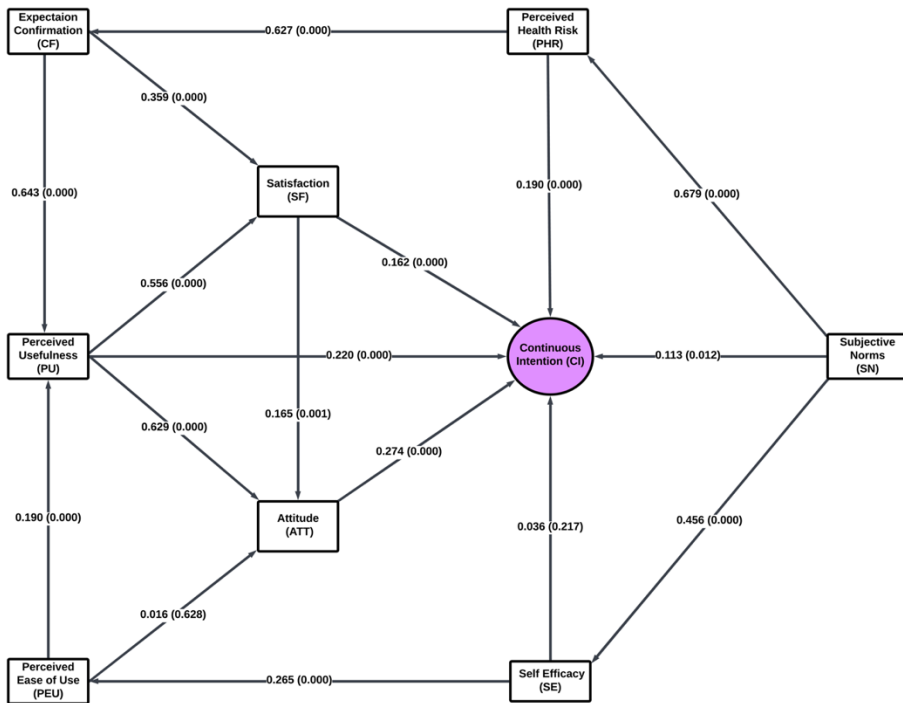 Expectaion
Confirmation
(CF)
0.627 (0.000)
Perceived
Health Risk
(PHR)
0.359 (0.000)
0.643 (0.000)
Satisfaction
(SF)
0.190 (0.000)
0.679 (0.000)
0.162 (0.000)
0.556 (0.000)
Perceived
Usefulness
(PU)
0.220 (0.000)
Continuous
Intention (CI)
0.113 (0.012)
Subjective
Norms
(SN)
0.165 (0.001)
0.629 (0.000)
0.274 (0.000)
0.190 (0.000)
Attitude
(ATT)
0.036 (0.217)
0.456 (0.000)
0.016 (0.628)
Perceived
Ease of Use
(PEU)
0.265 (0.000)
Self Efficacy
(SE)